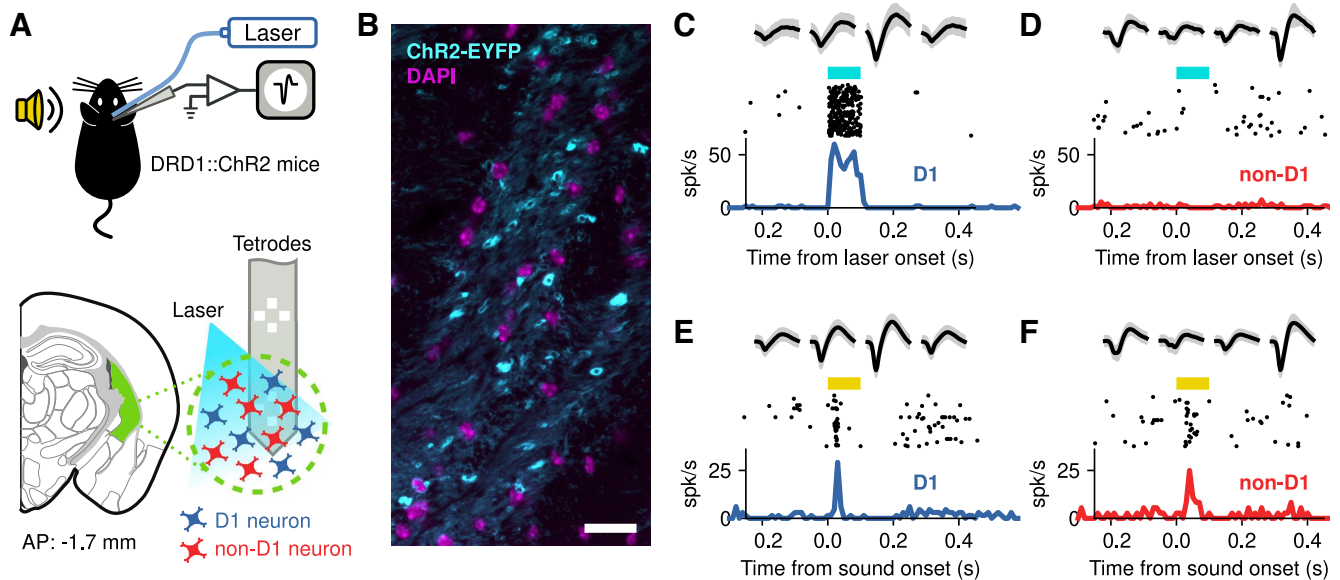 A
Laser
DRD1::ChR2 mice
Tetrodes
Laser
D1 neuron
non-D1 neuron
AP: -1.7 mm
B
ChR2-EYFP
DAPI
C
50
0
spk/s
D1
0.2 0.0 0.2 0.4
Time from laser onset (s)
D
50
0
spk/s
non-D1
0.2 0.0 0.2 0.4
Time from laser onset (s)
E
25
0
spk/s
D1
0.2 0.0 0.2 0.4
Time from sound onset (s)
F
25
0
spk/s
non-D1
0.2 0.0 0.2 0.4
Time from sound onset (s)